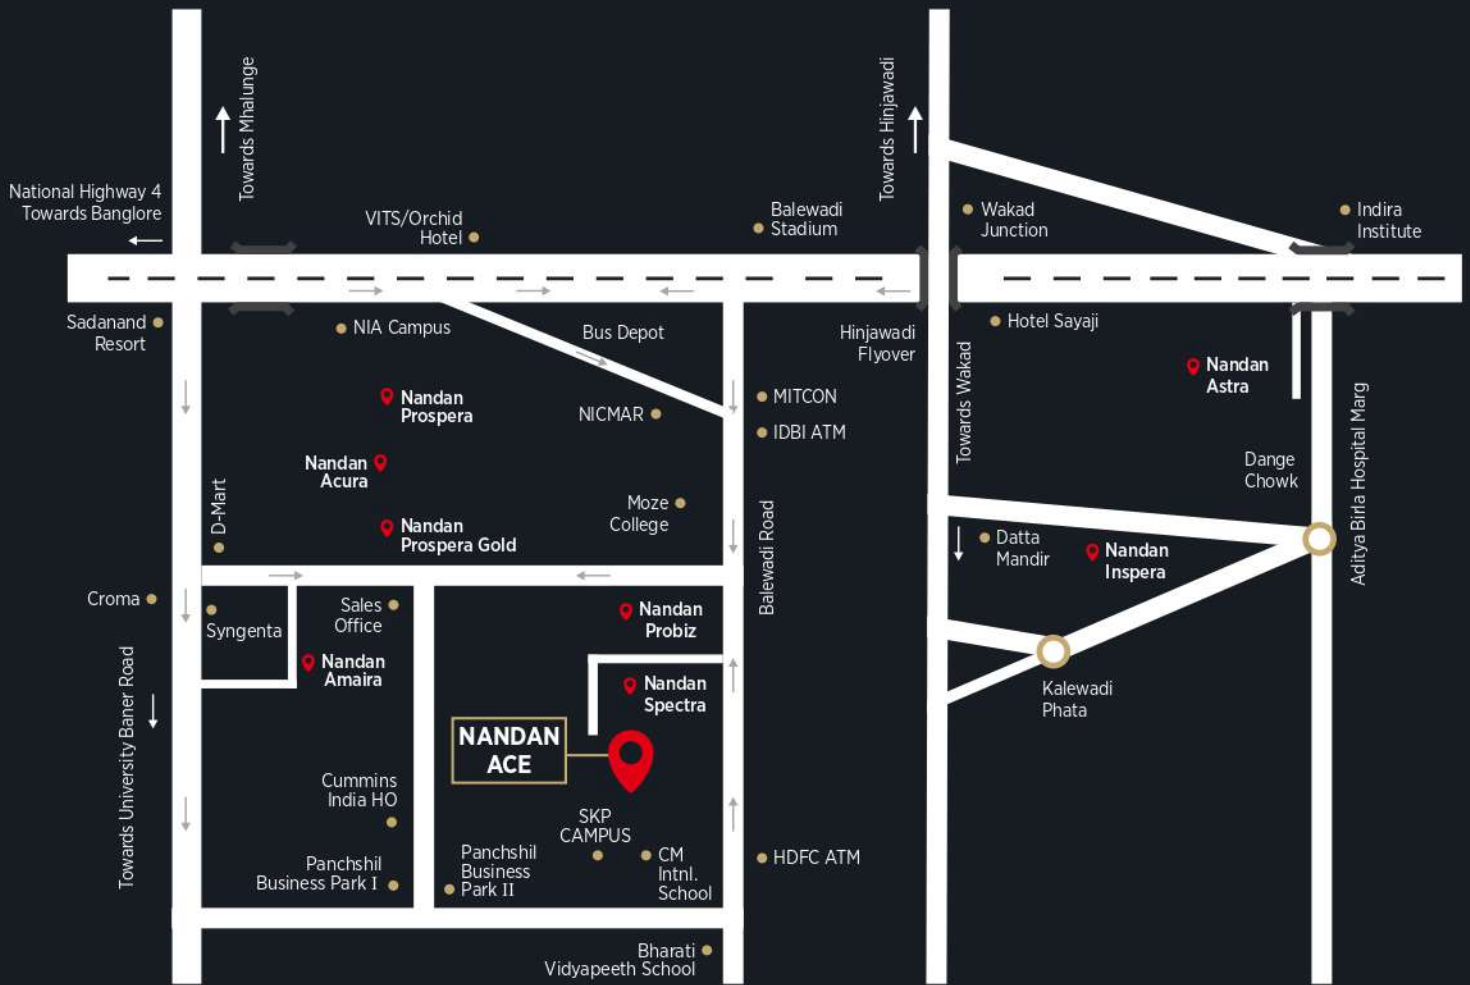 Towards Mhalunge
Towards Hinjawadi
National Highway 4
Towards Banglore
VITS/Orchid
Hotel
Balewadi
Stadium
Wakad
Junction
Indira
Institute
Sadanand
Resort
NIA Campus
Bus Depot
Hinjawadi
Flyover
Hotel Sayaji
Towards Wakad
Nandan
Astra
Nandan
Prospera
NICMAR
MITCON
IDBI ATM
Nandan
Acura
Dange
Chowk
Aditya Birla Hospital Marg
D-Mart
Moze
College
Nandan
Prospera Gold
Balewadi Road
Datta
Mandir
Nandan
Inspera
Croma
Syngenta
Sales
Office
Nandan
Probiz
Nandan
Amaira
Nandan
Spectra
Kalewadi
Phata
Towards University Baner Road
NANDAN
ACE
Cummins
India HO
SKP
CAMPUS
Panchshil
Business Park I
Panchshil
Business
Park II
CM
Intnl.
School
HDFC ATM
Bharati
Vidyapeeth School